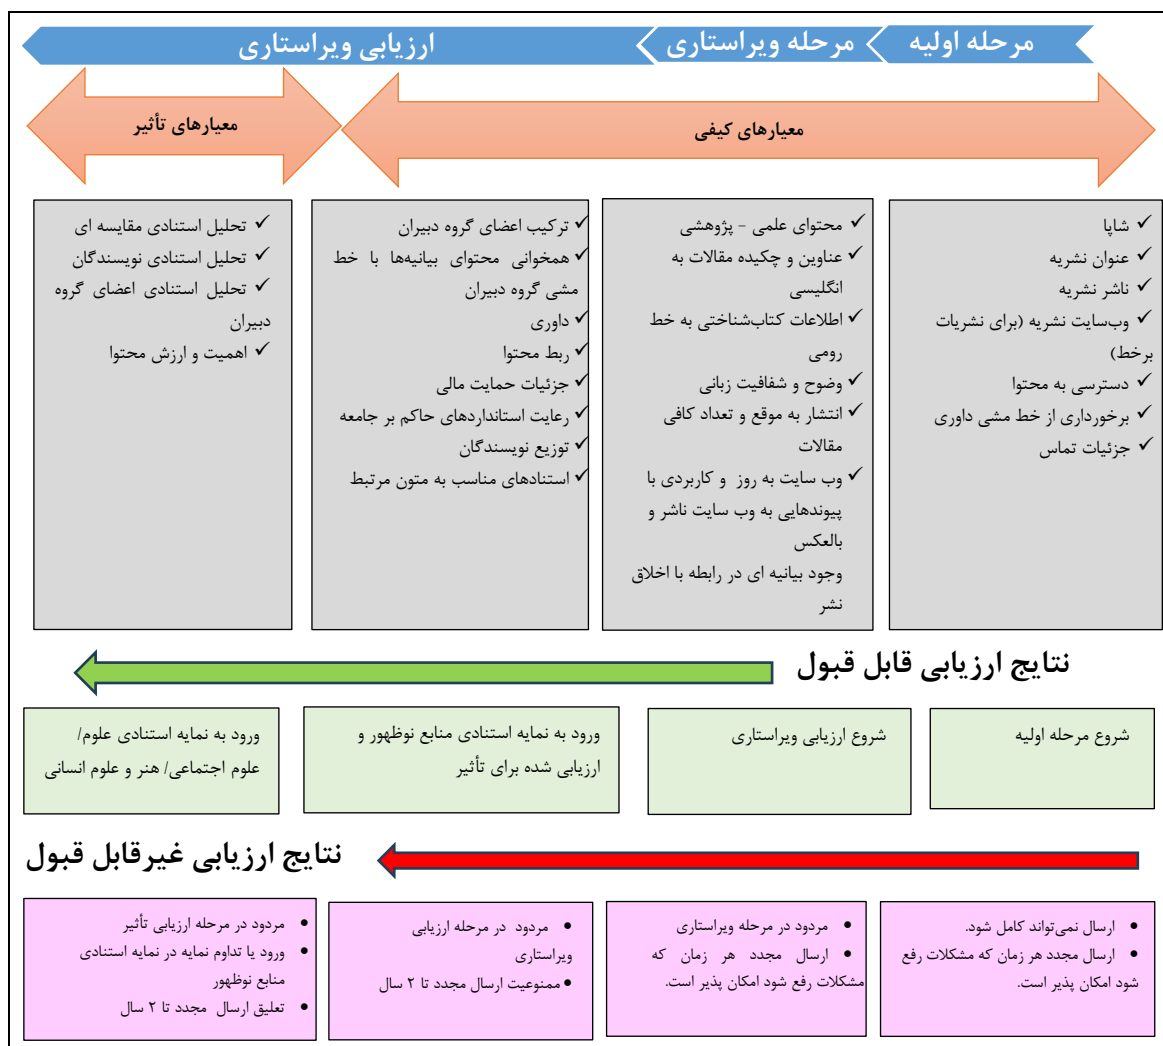 مرحله اولیه
مرحله ویراستاری
ارزیابی ویراستاری
معیارهای کیفی
معیارهای تأثیر
✓ شاپا
✓ عنوان نشریه
✓ ناشر نشریه
✓ وب‌سایت نشریه (برای نشریات
برخط)
✓ دسترسی به محتوا
✓ برخورداری از خط مشی داوری
✓ جزئیات تماس
✓ محتوای علمی - پژوهشی
✓ عناوین و چکیده مقالات به
انگلیسی
✓ اطلاعات کتاب‌شناختی به خط
رومی
✓ وضوح و شفافیت زبانی
✓ انتشار به موقع و تعداد کافی
مقالات
✓ وب سایت به روز و کاربردی با
پیوندهایی به وب سایت ناشر و
بالعکس
وجود بیانیه ای در رابطه با اخلاق
نشر
✓ ترکیب اعضای گروه دبیران
✓ همخوانی محتوای بیانیه‌ها با خط
مشی گروه دبیران
✓ داوری
✓ ربط محتوا
✓ جزئیات حمایت مالی
✓ رعایت استانداردهای حاکم بر جامعه
✓ توزیع نویسندگان
✓ استنادهای مناسب به متون مرتبط
✓ تحلیل استنادی مقایسه ای
✓ تحلیل استنادی نویسندگان
✓ تحلیل استنادی اعضای گروه
دبیران
✓ اهمیت و ارزش محتوا
نتایج ارزیابی قابل قبول
شروع مرحله اولیه
شروع ارزیابی ویراستاری
ورود به نمایه استنادی منابع نوظهور و
ارزیابی شده برای تأثیر
ورود به نمایه استنادی علوم/
علوم اجتماعی/ هنر و علوم انسانی
نتایج ارزیابی غیرقابل قبول
• ارسال نمی‌تواند کامل شود.
• ارسال مجدد هر زمان که مشکلات رفع
شود امکان پذیر است.
• مردود در مرحله ویراستاری
• ارسال مجدد هر زمان که
مشکلات رفع شود امکان پذیر است.
• مردود در مرحله ارزیابی
ویراستاری
• ممنوعیت ارسال مجدد تا ۲ سال
• مردود در مرحله ارزیابی تأثیر
• ورود یا تداوم نمایه در نمایه استنادی
منابع نوظهور
• تعلیق ارسال مجدد تا ۲ سال